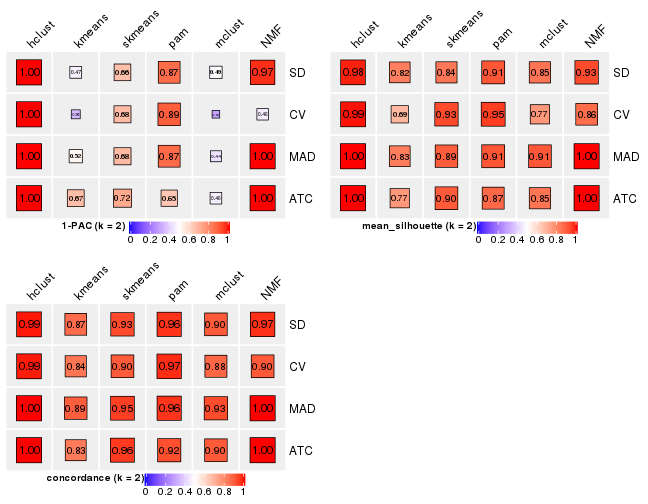 hclust kmeans skmeans pam mclust NMF
1.00 0.47 0.66 0.87 0.49 0.97 SD
1.00 0.68 0.89 0.45 CV
1.00 0.52 0.68 0.87 0.44 1.00 MAD
1.00 0.67 0.72 0.65 0.46 1.00 ATC
1-PAC (k = 2)
0 0.2 0.4 0.6 0.8 1
hclust kmeans skmeans pam mclust NMF
0.98 0.82 0.84 0.91 0.85 0.93 SD
0.99 0.69 0.93 0.95 0.77 0.86 CV
1.00 0.83 0.89 0.91 0.91 1.00 MAD
1.00 0.77 0.90 0.87 0.85 1.00 ATC
mean_silhouette (k = 2)
0 0.2 0.4 0.6 0.8 1
hclust kmeans skmeans pam mclust NMF
0.99 0.87 0.93 0.96 0.90 0.97 SD
0.99 0.84 0.90 0.97 0.88 0.90 CV
1.00 0.89 0.95 0.96 0.93 1.00 MAD
1.00 0.83 0.96 0.92 0.90 1.00 ATC
concordance (k = 2)
0 0.2 0.4 0.6 0.8 1